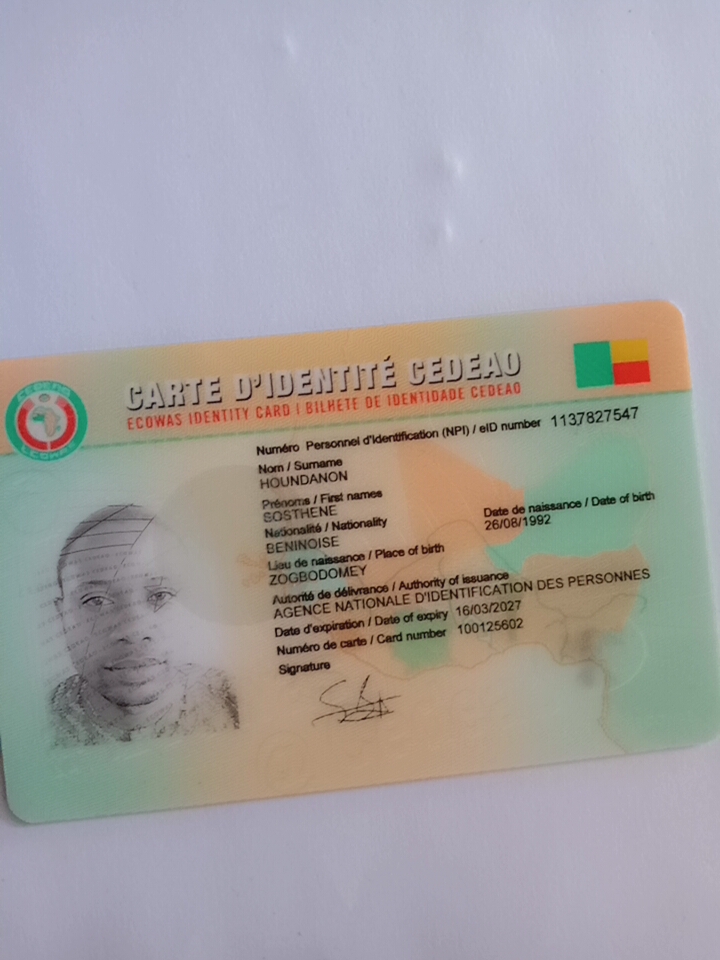 CARTE D'IDENTITÉ CEDEAO
ECOWAS IDENTITY CARD | BILHETE DE IDENTIDADE CEDEAO
Numéro Personnel d'Identification (NPI) / eID number 1137827547
Nom / Surname
HOUNDANON
Prénoms / First names
SOSTHENE
Nationalité / Nationality Date de naissance / Date of birth
BENINOISE 26/08/1992
Lieu de naissance / Place of birth
ZOGBODOMEY
Autorité de délivrance / Authority of issuance
AGENCE NATIONALE D'IDENTIFICATION DES PERSONNES
Date d'expiration / Date of expiry 16/03/2027
Numéro de carte / Card number 100125602
Signature